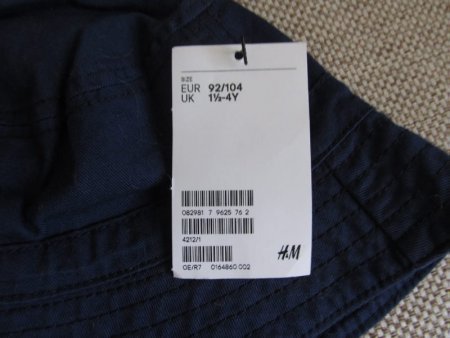 SIZE
EUR 92/104
UK 1½-4Y
082981 7 9625 76 2
4212/1
H&M
OE/R7 0164860 002